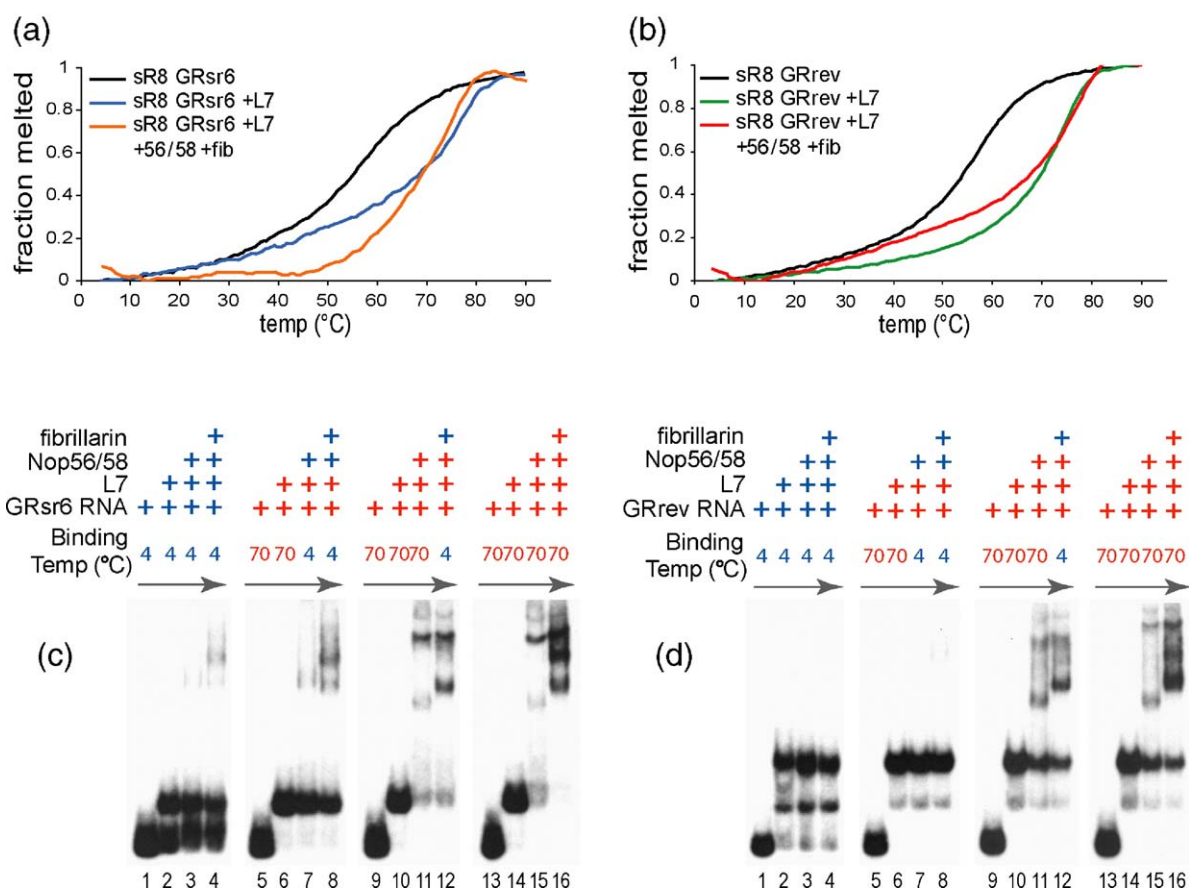 (a)
sR8 GRsr6
sR8 GRsr6 +L7
sR8 GRsr6 +L7
+56/58 +fib
fraction melted
1
0.8
0.6
0.4
0.2
0
0 10 20 30 40 50 60 70 80 90
temp (°C)
(b)
sR8 GRrev
sR8 GRrev +L7
sR8 GRrev +L7
+56/58 +fib
fraction melted
1
0.8
0.6
0.4
0.2
0
0 10 20 30 40 50 60 70 80 90
temp (°C)
fibrillarin + + + +
Nop56/58 + + + + + + + +
L7 + + + + + + + + + + + +
GRsr6 RNA + + + + + + + + + + + + + + + +
Binding
Temp (°C) 4 4 4 4 70 70 4 4 70 70 70 4 70 70 70 70
(c)
1 2 3 4 5 6 7 8 9 10 11 12 13 14 15 16
fibrillarin + + + +
Nop56/58 + + + + + + + +
L7 + + + + + + + + + + + +
GRrev RNA + + + + + + + + + + + + + + + +
Binding
Temp (°C) 4 4 4 4 70 70 4 4 70 70 70 4 70 70 70 70
(d)
1 2 3 4 5 6 7 8 9 10 11 12 13 14 15 16